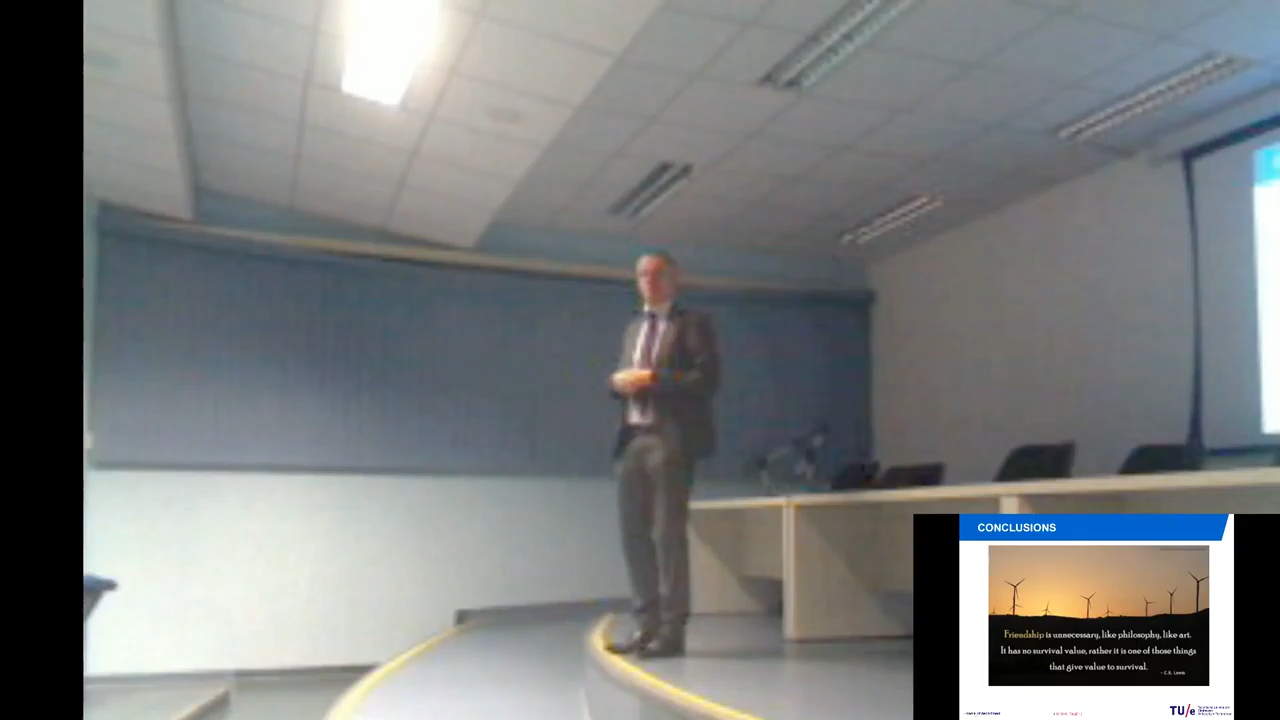 CONCLUSIONS
Friendship is unnecessary, like philosophy, like art.
It has no survival value, rather it is one of those things
that give value to survival.
- C.S. Lewis
TU/e